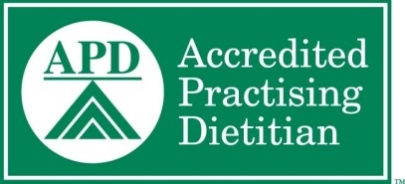 APD
Accredited
Practising
Dietitian
™